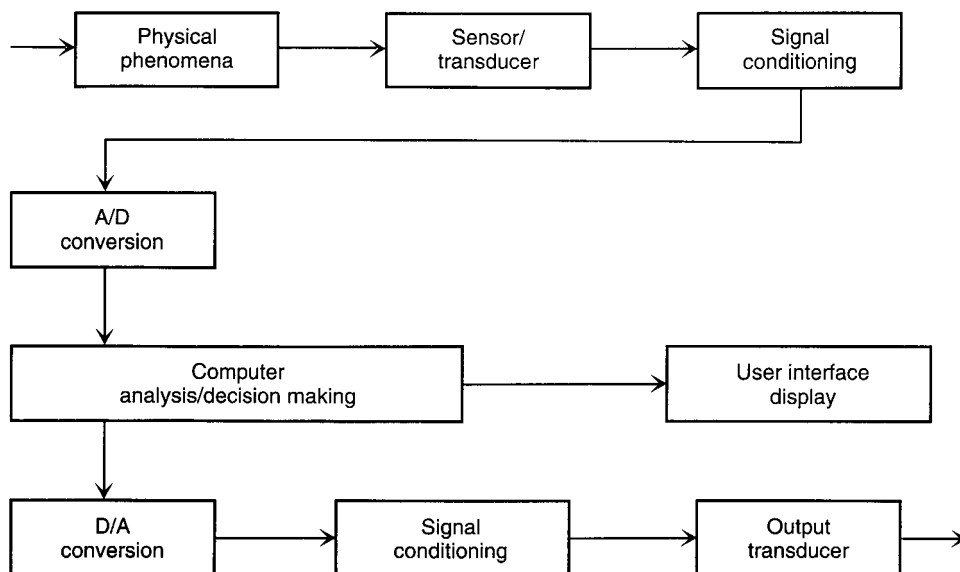 Physical
phenomena
Sensor/
transducer
Signal
conditioning
A/D
conversion
Computer
analysis/decision making
User interface
display
D/A
conversion
Signal
conditioning
Output
transducer